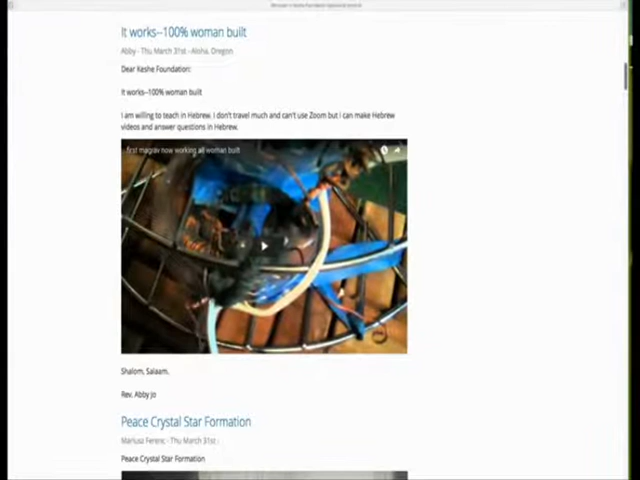 It works--100% woman built
Abby - Thu March 31st - Aloha, Oregon
Dear Keshe Foundation:
It works--100% woman built
I am willing to teach in Hebrew. I don't travel much and can't use Zoom but I can make Hebrew
videos and answer questions in Hebrew.
first magrav now working all woman built
Shalom, Salaam,
Rev. Abby Jo
Peace Crystal Star Formation
Mariusz Ferenc - Thu March 31st -
Peace Crystal Star Formation